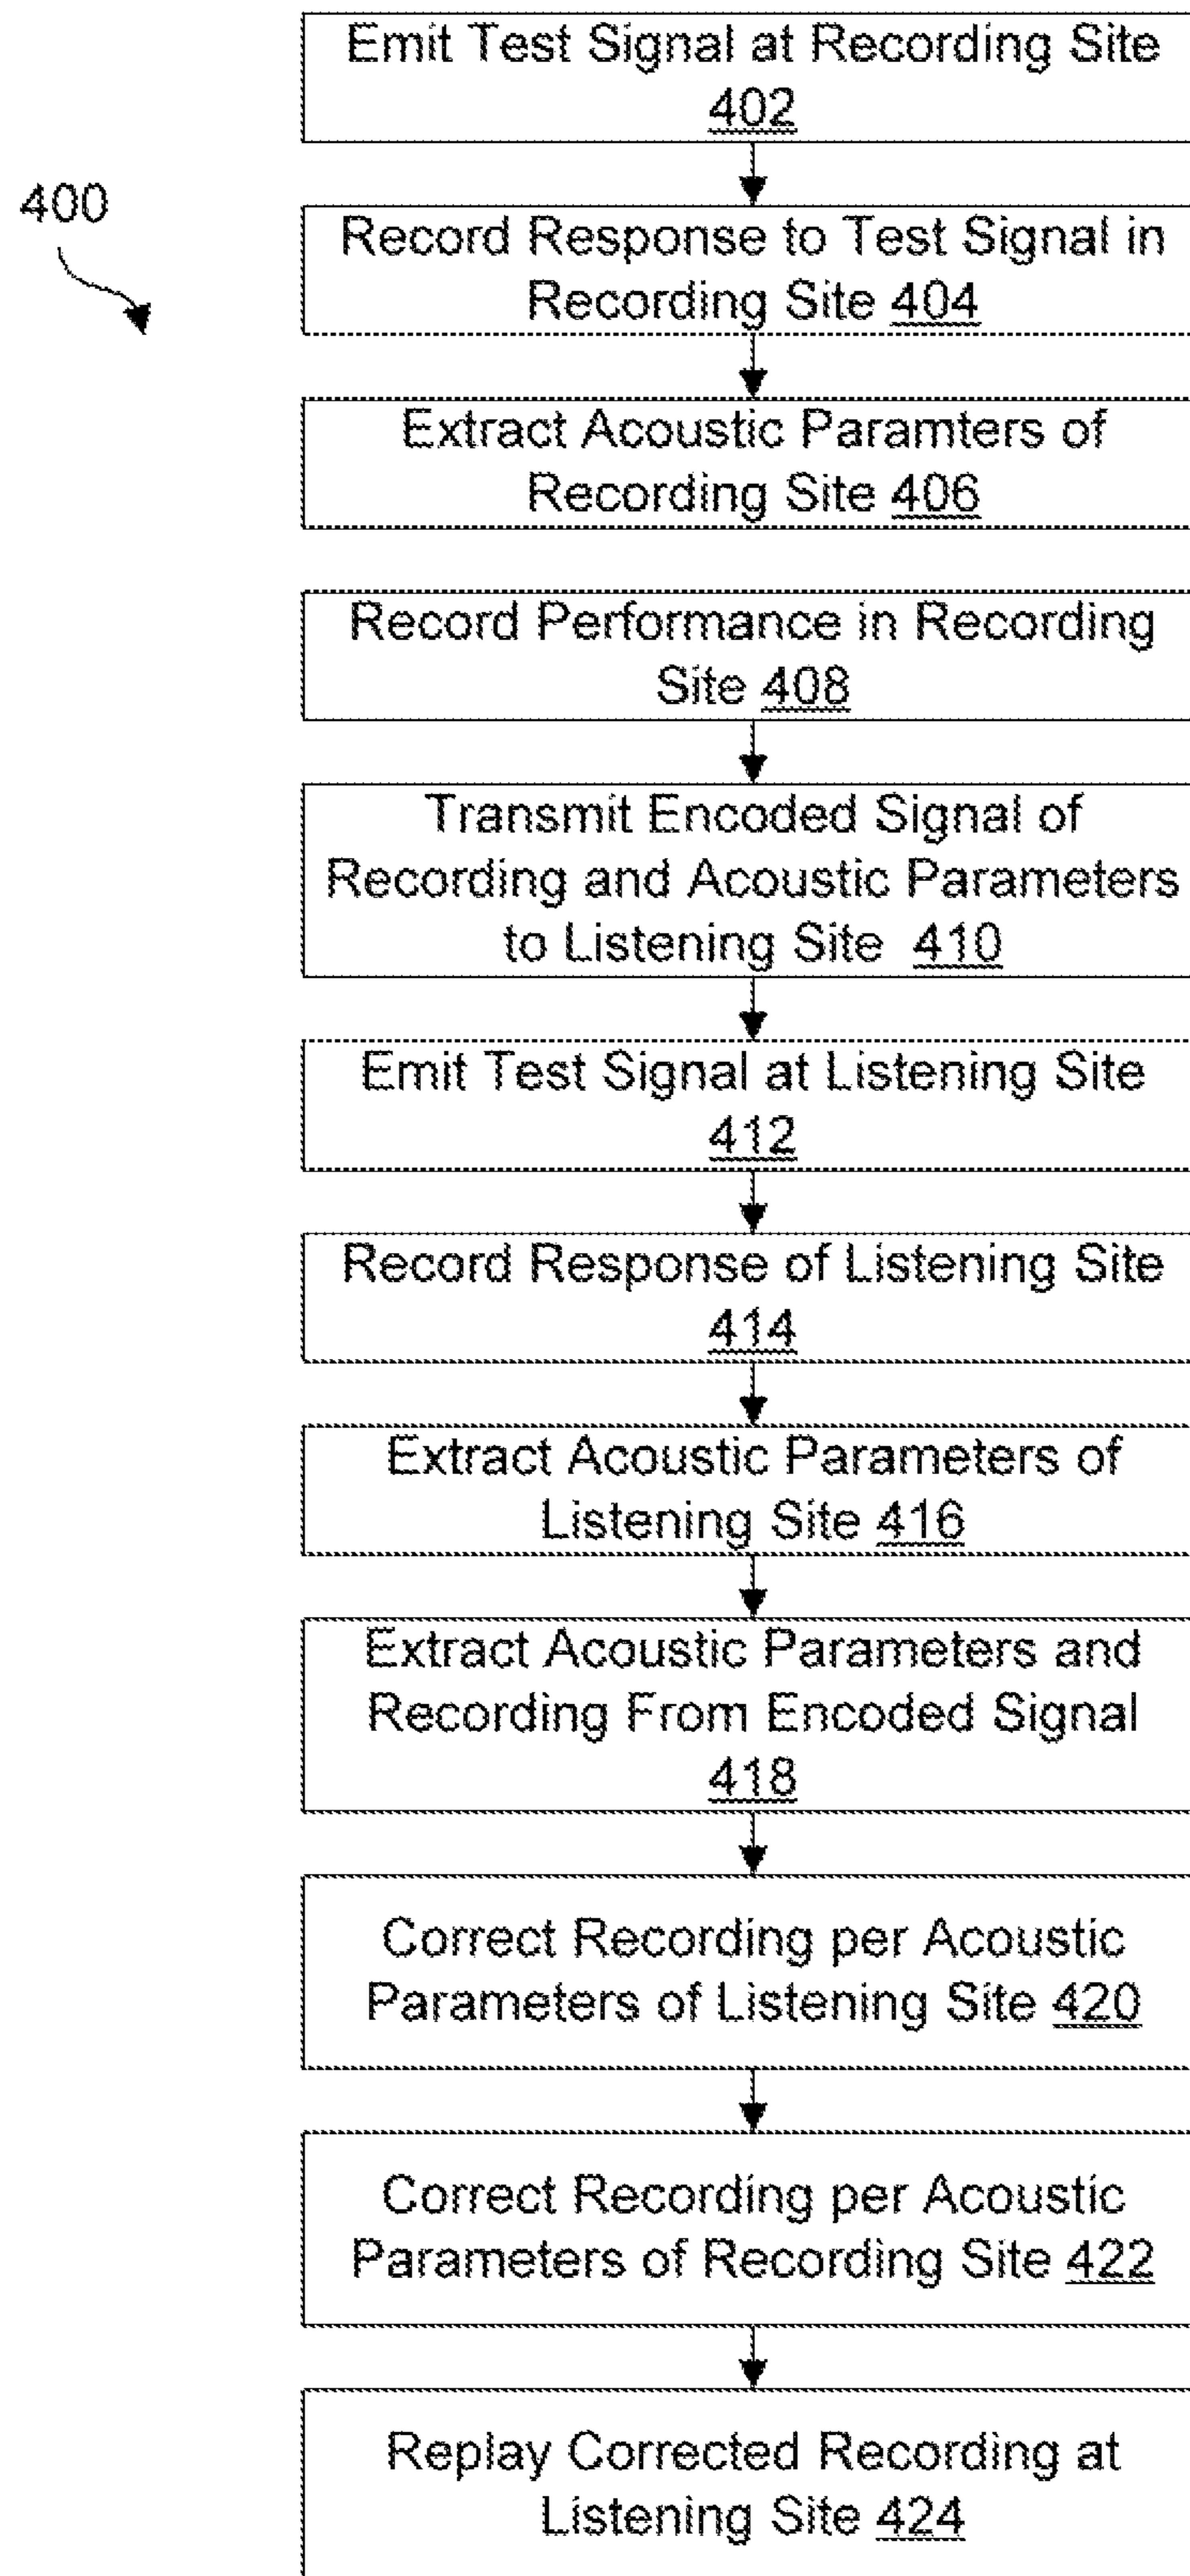 Emit Test Signal at Recording Site
402
400
Record Response to Test Signal in
Recording Site 404
Extract Acoustic Paramters of
Recording Site 406
Record Performance in Recording
Site 408
Transmit Encoded Signal of
Recording and Acoustic Parameters
to Listening Site 410
Emit Test Signal at Listening Site
412
Record Response of Listening Site
414
Extract Acoustic Parameters of
Listening Site 416
Extract Acoustic Parameters and
Recording From Encoded Signal
418
Correct Recording per Acoustic
Parameters of Listening Site 420
Correct Recording per Acoustic
Parameters of Recording Site 422
Replay Corrected Recording at
Listening Site 424